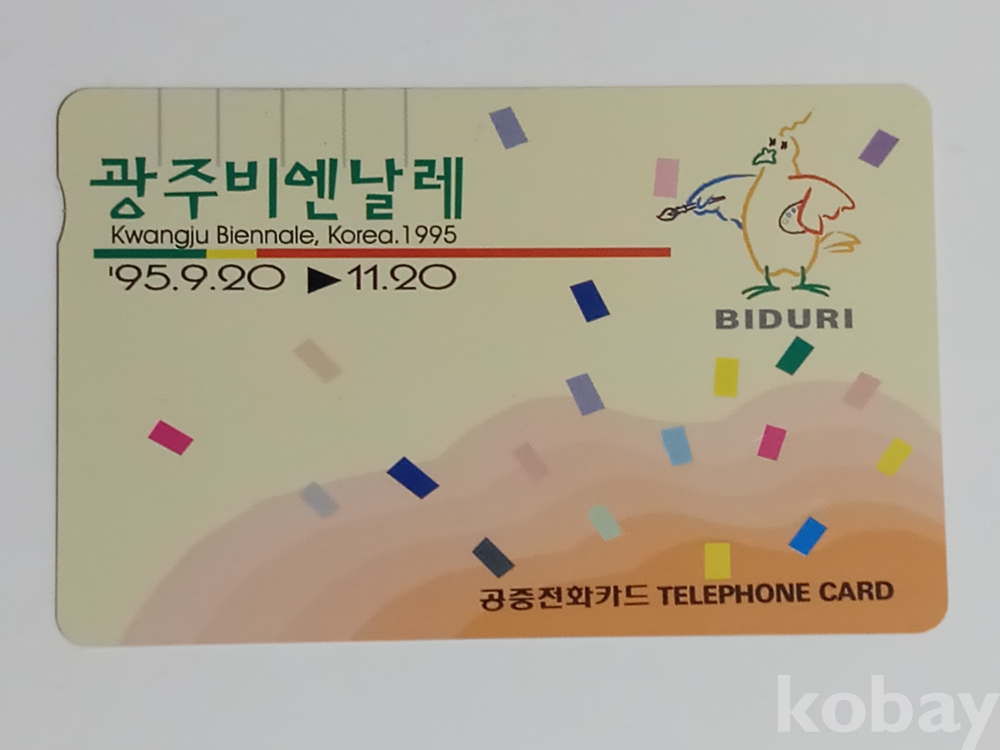 광주비엔날레
Kwangju Biennale, Korea.1995
'95.9.20 ▶11.20
BIDURI
공중전화카드 TELEPHONE CARD
kobay